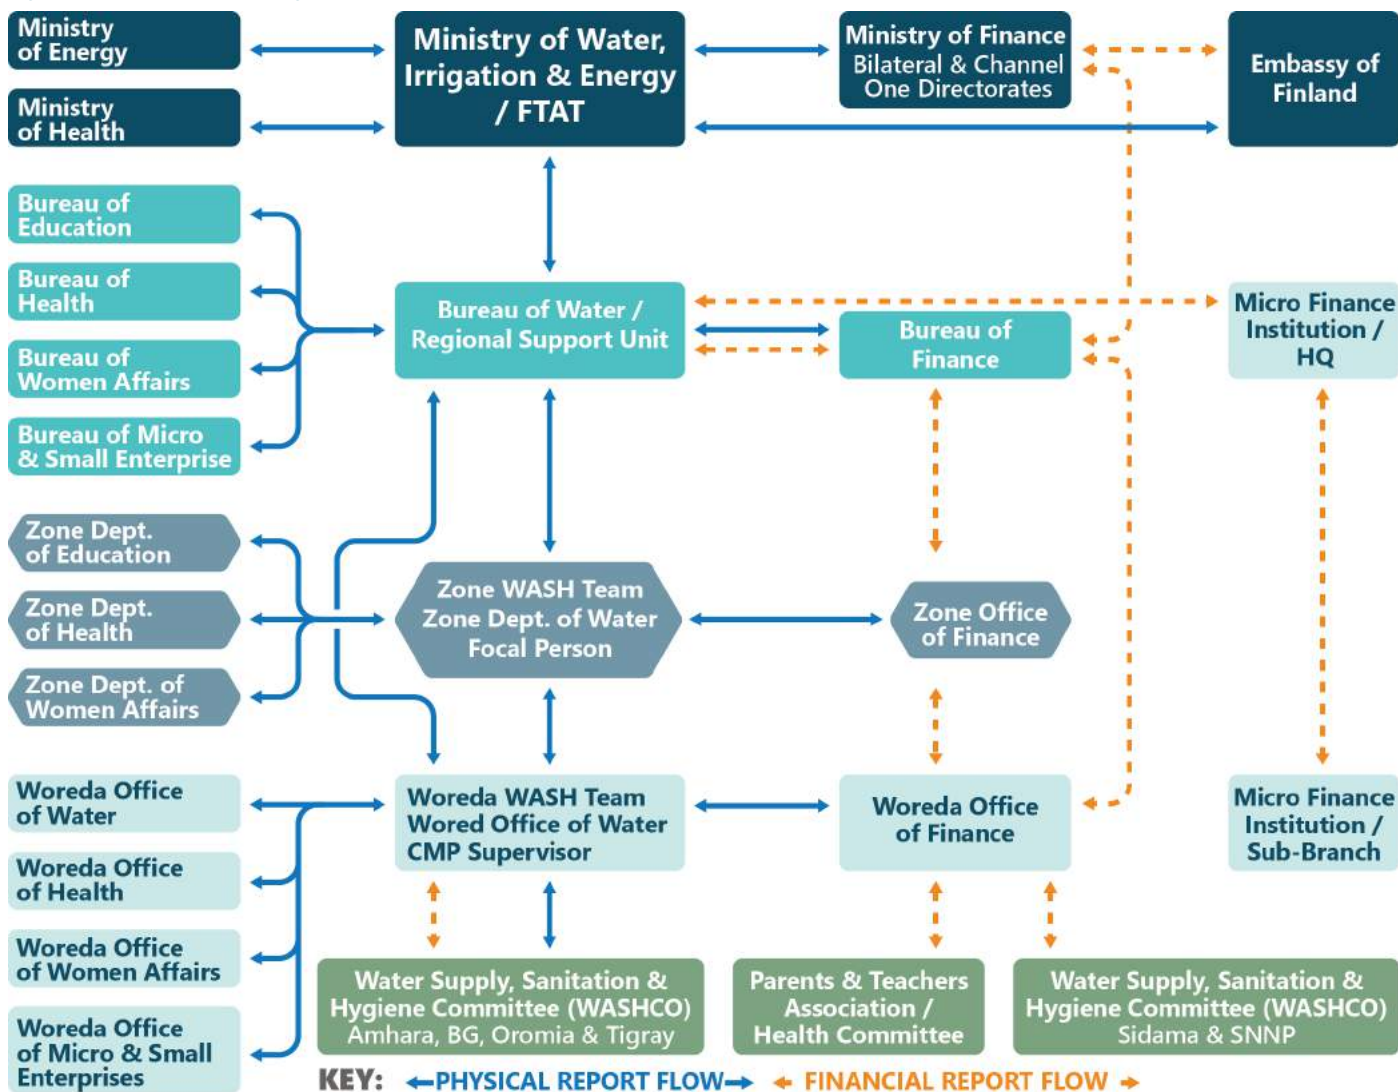 Ministry
of Energy
Ministry of Water,
Irrigation & Energy
/ FTAT
Ministry of Finance
Bilateral & Channel
One Directorates
Embassy of
Finland
Ministry
of Health
Bureau of
Education
Bureau of
Health
Bureau of
Women Affairs
Bureau of Micro
& Small Enterprise
Bureau of Water /
Regional Support Unit
Bureau of
Finance
Micro Finance
Institution /
HQ
Zone Dept.
of Education
Zone Dept.
of Health
Zone Dept. of
Women Affairs
Zone WASH Team
Zone Dept. of Water
Focal Person
Zone Office
of Finance
Woreda Office
of Water
Woreda Office
of Health
Woreda Office
of Women Affairs
Woreda Office
of Micro & Small
Enterprises
Woreda WASH Team
Wored Office of Water
CMP Supervisor
Woreda Office
of Finance
Micro Finance
Institution /
Sub-Branch
Water Supply, Sanitation &
Hygiene Committee (WASHCO)
Amhara, BG, Oromia & Tigray
Parents & Teachers
Association /
Health Committee
Water Supply, Sanitation &
Hygiene Committee (WASHCO)
Sidama & SNNP
KEY: PHYSICAL REPORT FLOW FINANCIAL REPORT FLOW